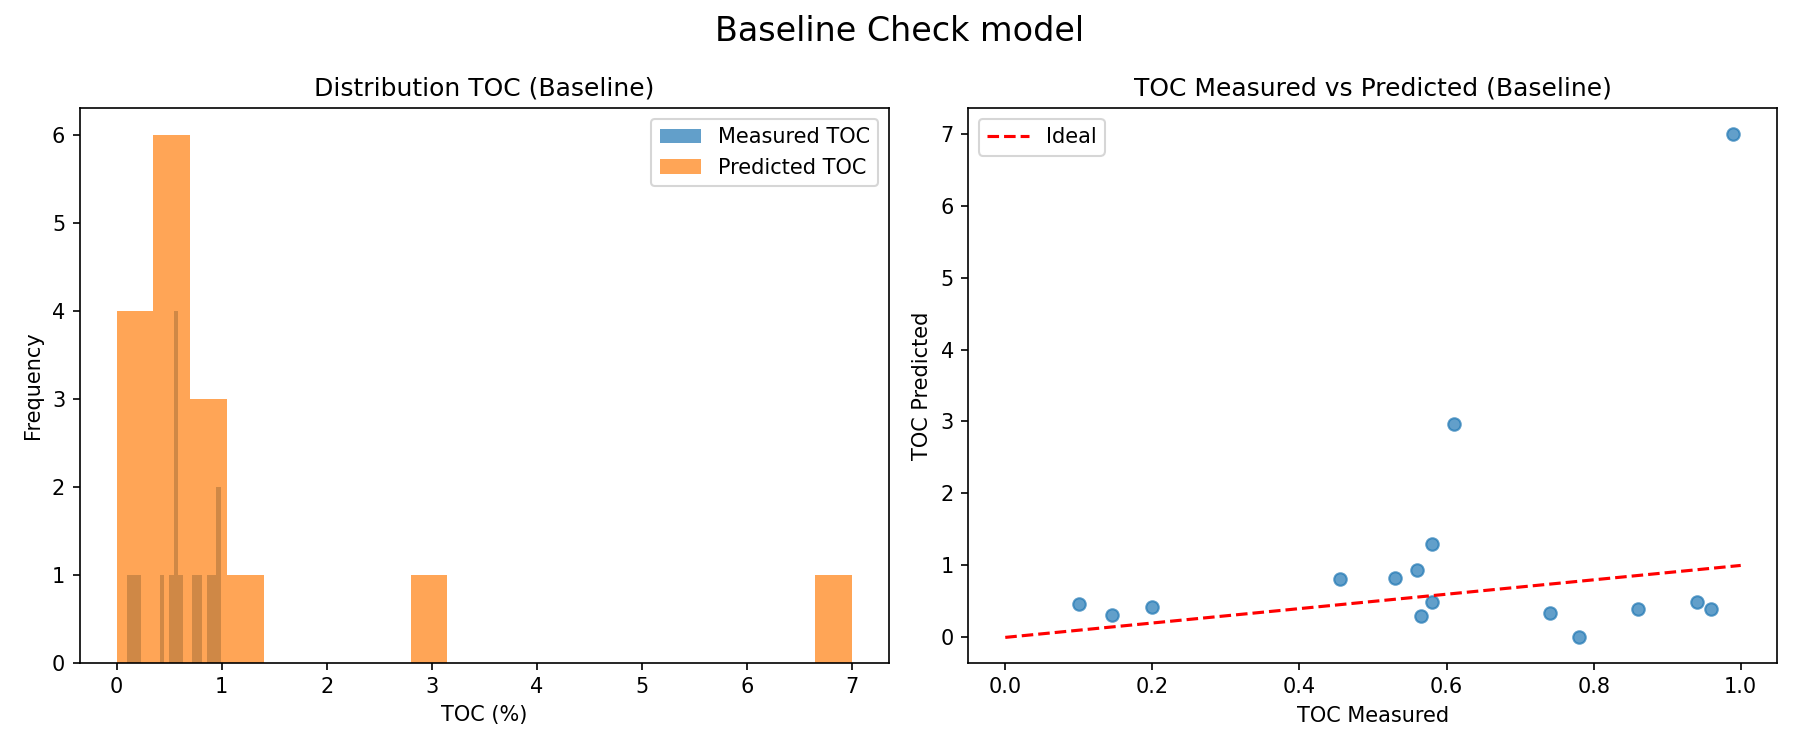 Baseline Check model
Distribution TOC (Baseline)
Measured TOC
Predicted TOC
Frequency
6
5
4
3
2
1
0
0 1 2 3 4 5 6 7
TOC (%)
TOC Measured vs Predicted (Baseline)
Ideal
TOC Predicted
7
6
5
4
3
2
1
0
0.0 0.2 0.4 0.6 0.8 1.0
TOC Measured